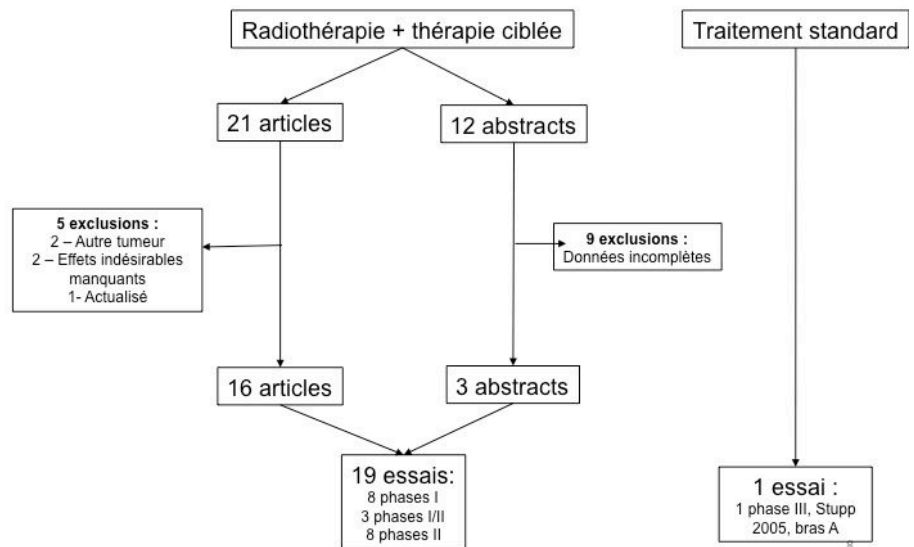 Radiothérapie + thérapie ciblée
Traitement standard
21 articles
12 abstracts
5 exclusions :
2 – Autre tumeur
2 – Effets indésirables
manquants
1- Actualisé
9 exclusions :
Données incomplètes
16 articles
3 abstracts
19 essais:
8 phases I
3 phases I/II
8 phases II
1 essai :
1 phase III, Stupp
2005, bras A